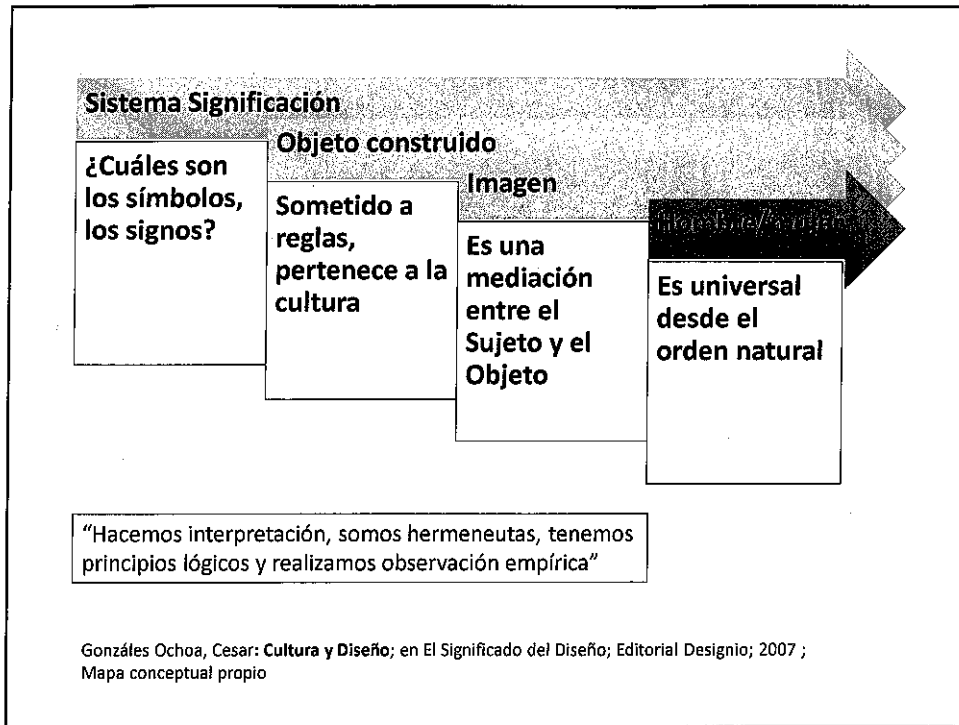 Sistema Significación
¿Cuáles son
los símbolos,
los signos?
Objeto construido
Sometido a
reglas,
pertenece a la
cultura
Imagen
Es una
mediación
entre el
Sujeto y el
Objeto
Es universal
desde el
orden natural
“Hacemos interpretación, somos hermeneutas, tenemos
principios lógicos y realizamos observación empírica”
Gonzáles Ochoa, Cesar: Cultura y Diseño; en El Significado del Diseño; Editorial Designio; 2007 ;
Mapa conceptual propio